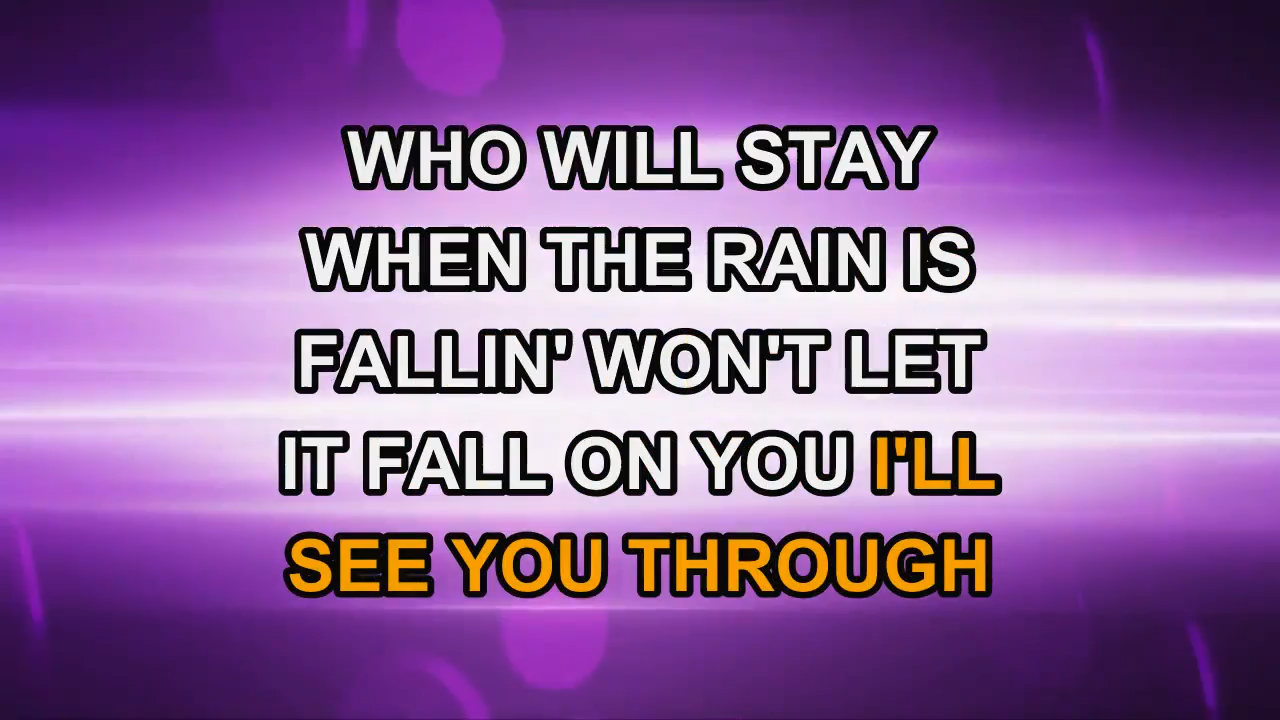 WHO WILL STAY
WHEN THE RAIN IS
FALLIN' WON'T LET
IT FALL ON YOU I'LL
SEE YOU THROUGH